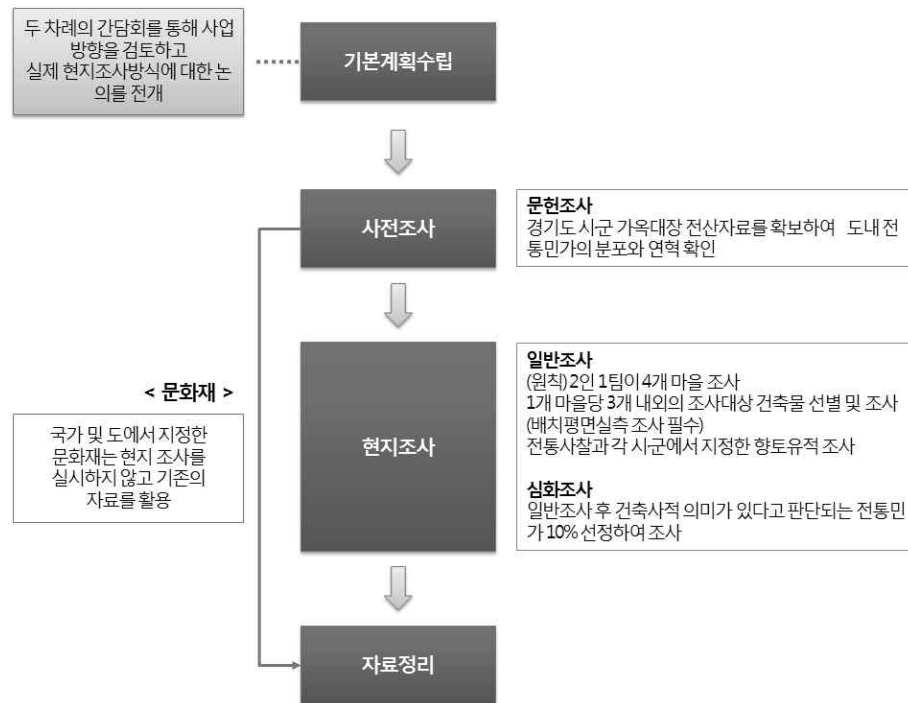 두 차례의 간담회를 통해 사업
방향을 검토하고
실제 현지조사방식에 대한 논
의를 전개
기본계획수립
사전조사
문헌조사
경기도 시·군 가옥대장 전산자료를 확보하여 도내 전
통민가의 분포와 연혁 확인
< 문화재 >
국가 및 도에서 지정한
문화재는 현지 조사를
실시하지 않고 기존의
자료를 활용
현지조사
일반조사
(원칙) 2인 1팀이 4개 마을 조사
1개 마을당 3개 내외의 조사대상 건축물 선별 및 조사
(배치평면실측 조사 필수)
전통사찰과 각 시·군에서 지정한 향토유적 조사
심화조사
일반조사 후 건축사적 의미가 있다고 판단되는 전통민
가 10% 선정하여 조사
자료정리